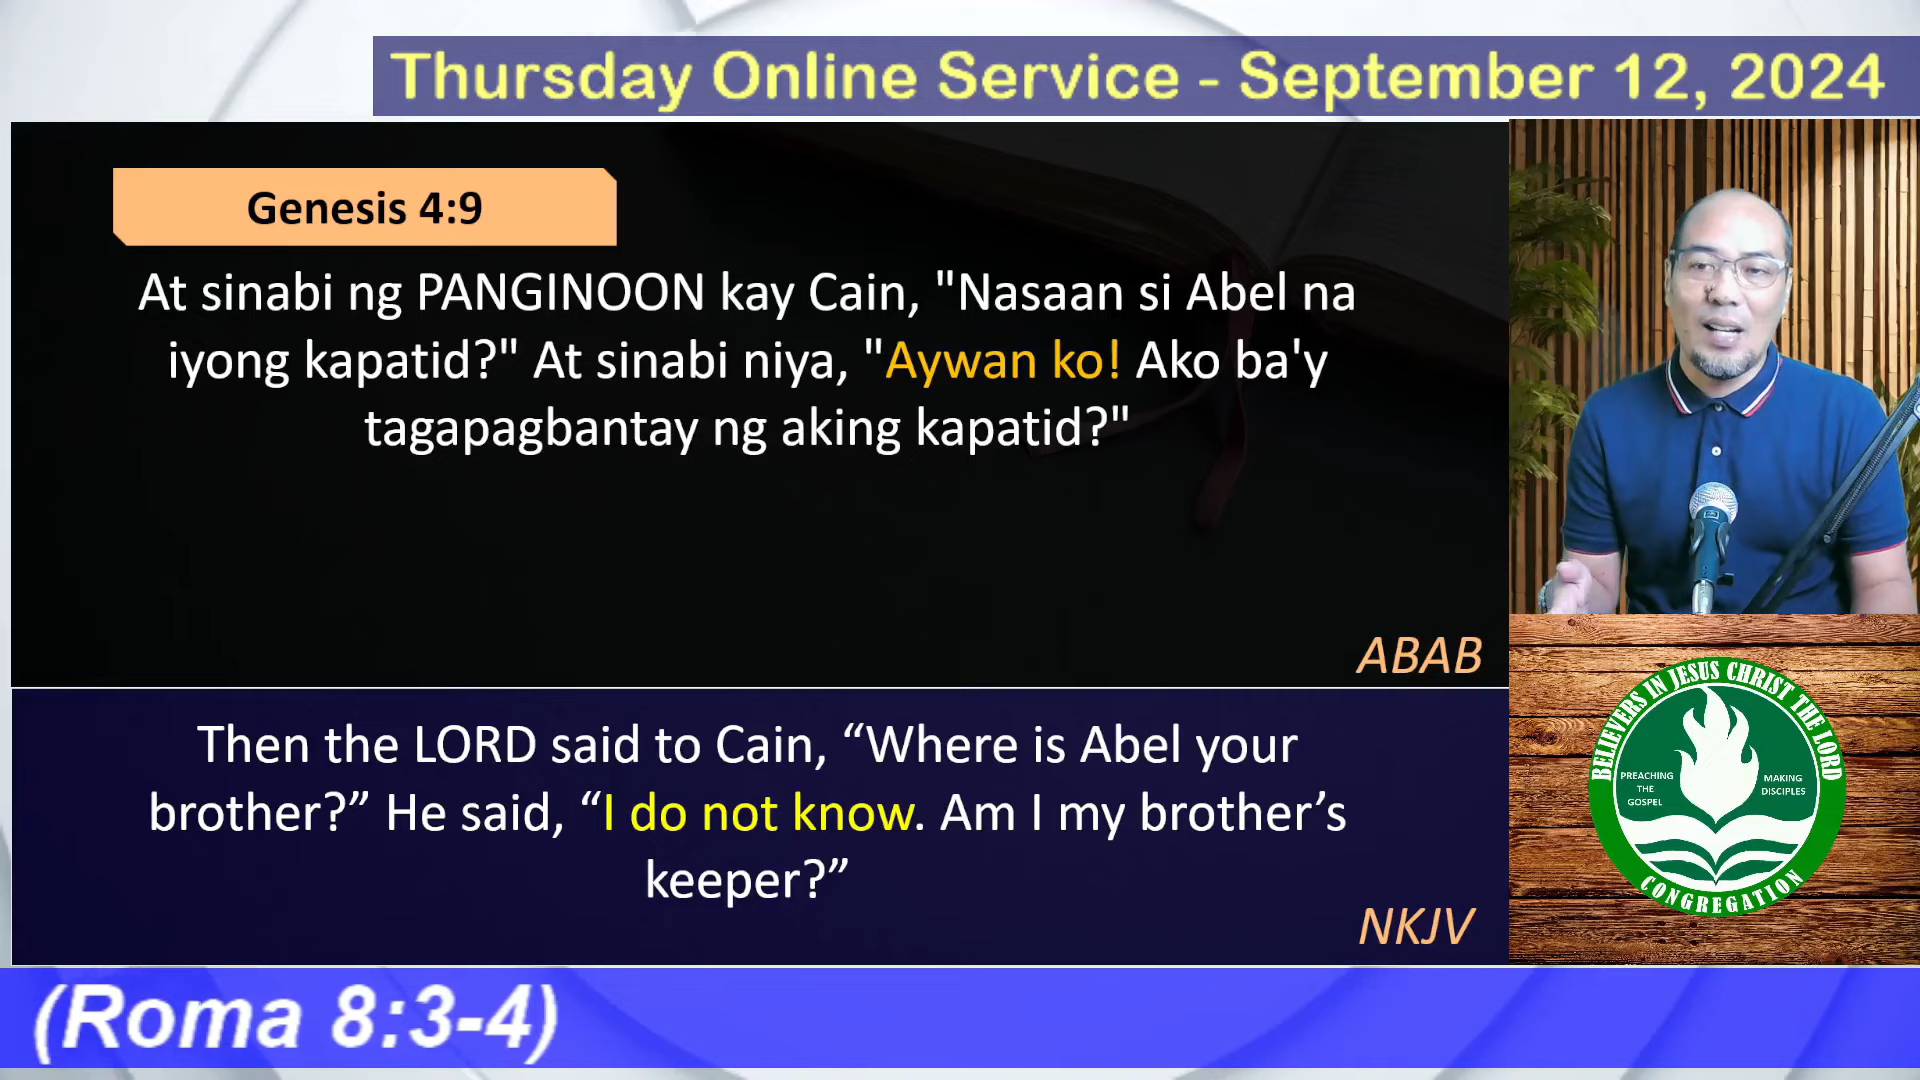 Thursday Online Service - September 12, 2024
Genesis 4:9
At sinabi ng PANGINOON kay Cain, "Nasaan si Abel na
iyong kapatid?" At sinabi niya, "Aywan ko! Ako ba'y
tagapagbantay ng aking kapatid?"
ABAB
Then the LORD said to Cain, “Where is Abel your
brother?” He said, “I do not know. Am I my brother’s
keeper?”
NKJV
BELIEVERS IN JESUS CHRIST THE LORD
PREACHING
THE
GOSPEL
MAKING
DISCIPLES
CONGREGATION
(Roma 8:3-4)